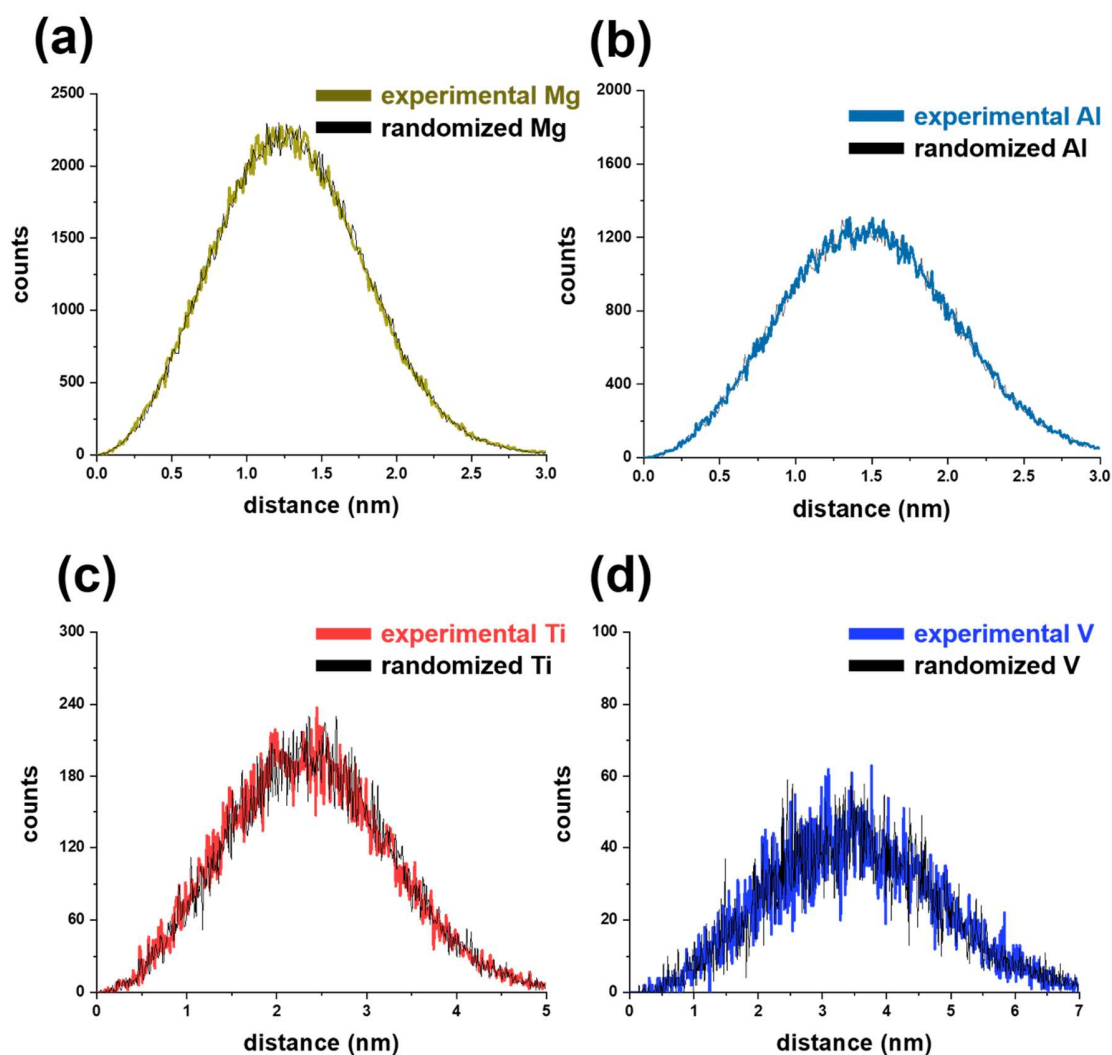 (a)
experimental Mg
randomized Mg
2500
2000
1500
1000
500
0
counts
0.0 0.5 1.0 1.5 2.0 2.5 3.0
distance (nm)
(b)
experimental Al
randomized Al
2000
1600
1200
800
400
0
counts
0.0 0.5 1.0 1.5 2.0 2.5 3.0
distance (nm)
(c)
experimental Ti
randomized Ti
300
240
180
120
60
0
counts
0 1 2 3 4 5
distance (nm)
(d)
experimental V
randomized V
100
80
60
40
20
0
counts
0 1 2 3 4 5 6 7
distance (nm)